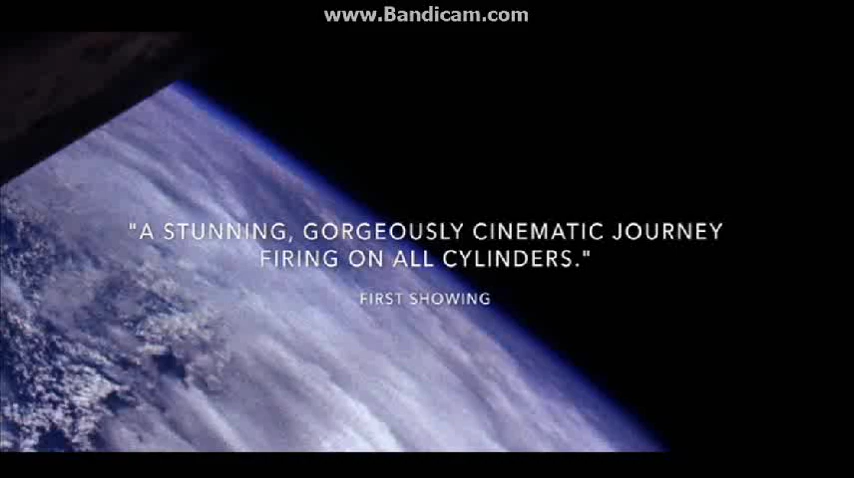 www.Bandicam.com
"A STUNNING, GORGEOUSLY CINEMATIC JOURNEY
FIRING ON ALL CYLINDERS."
FIRST SHOWING